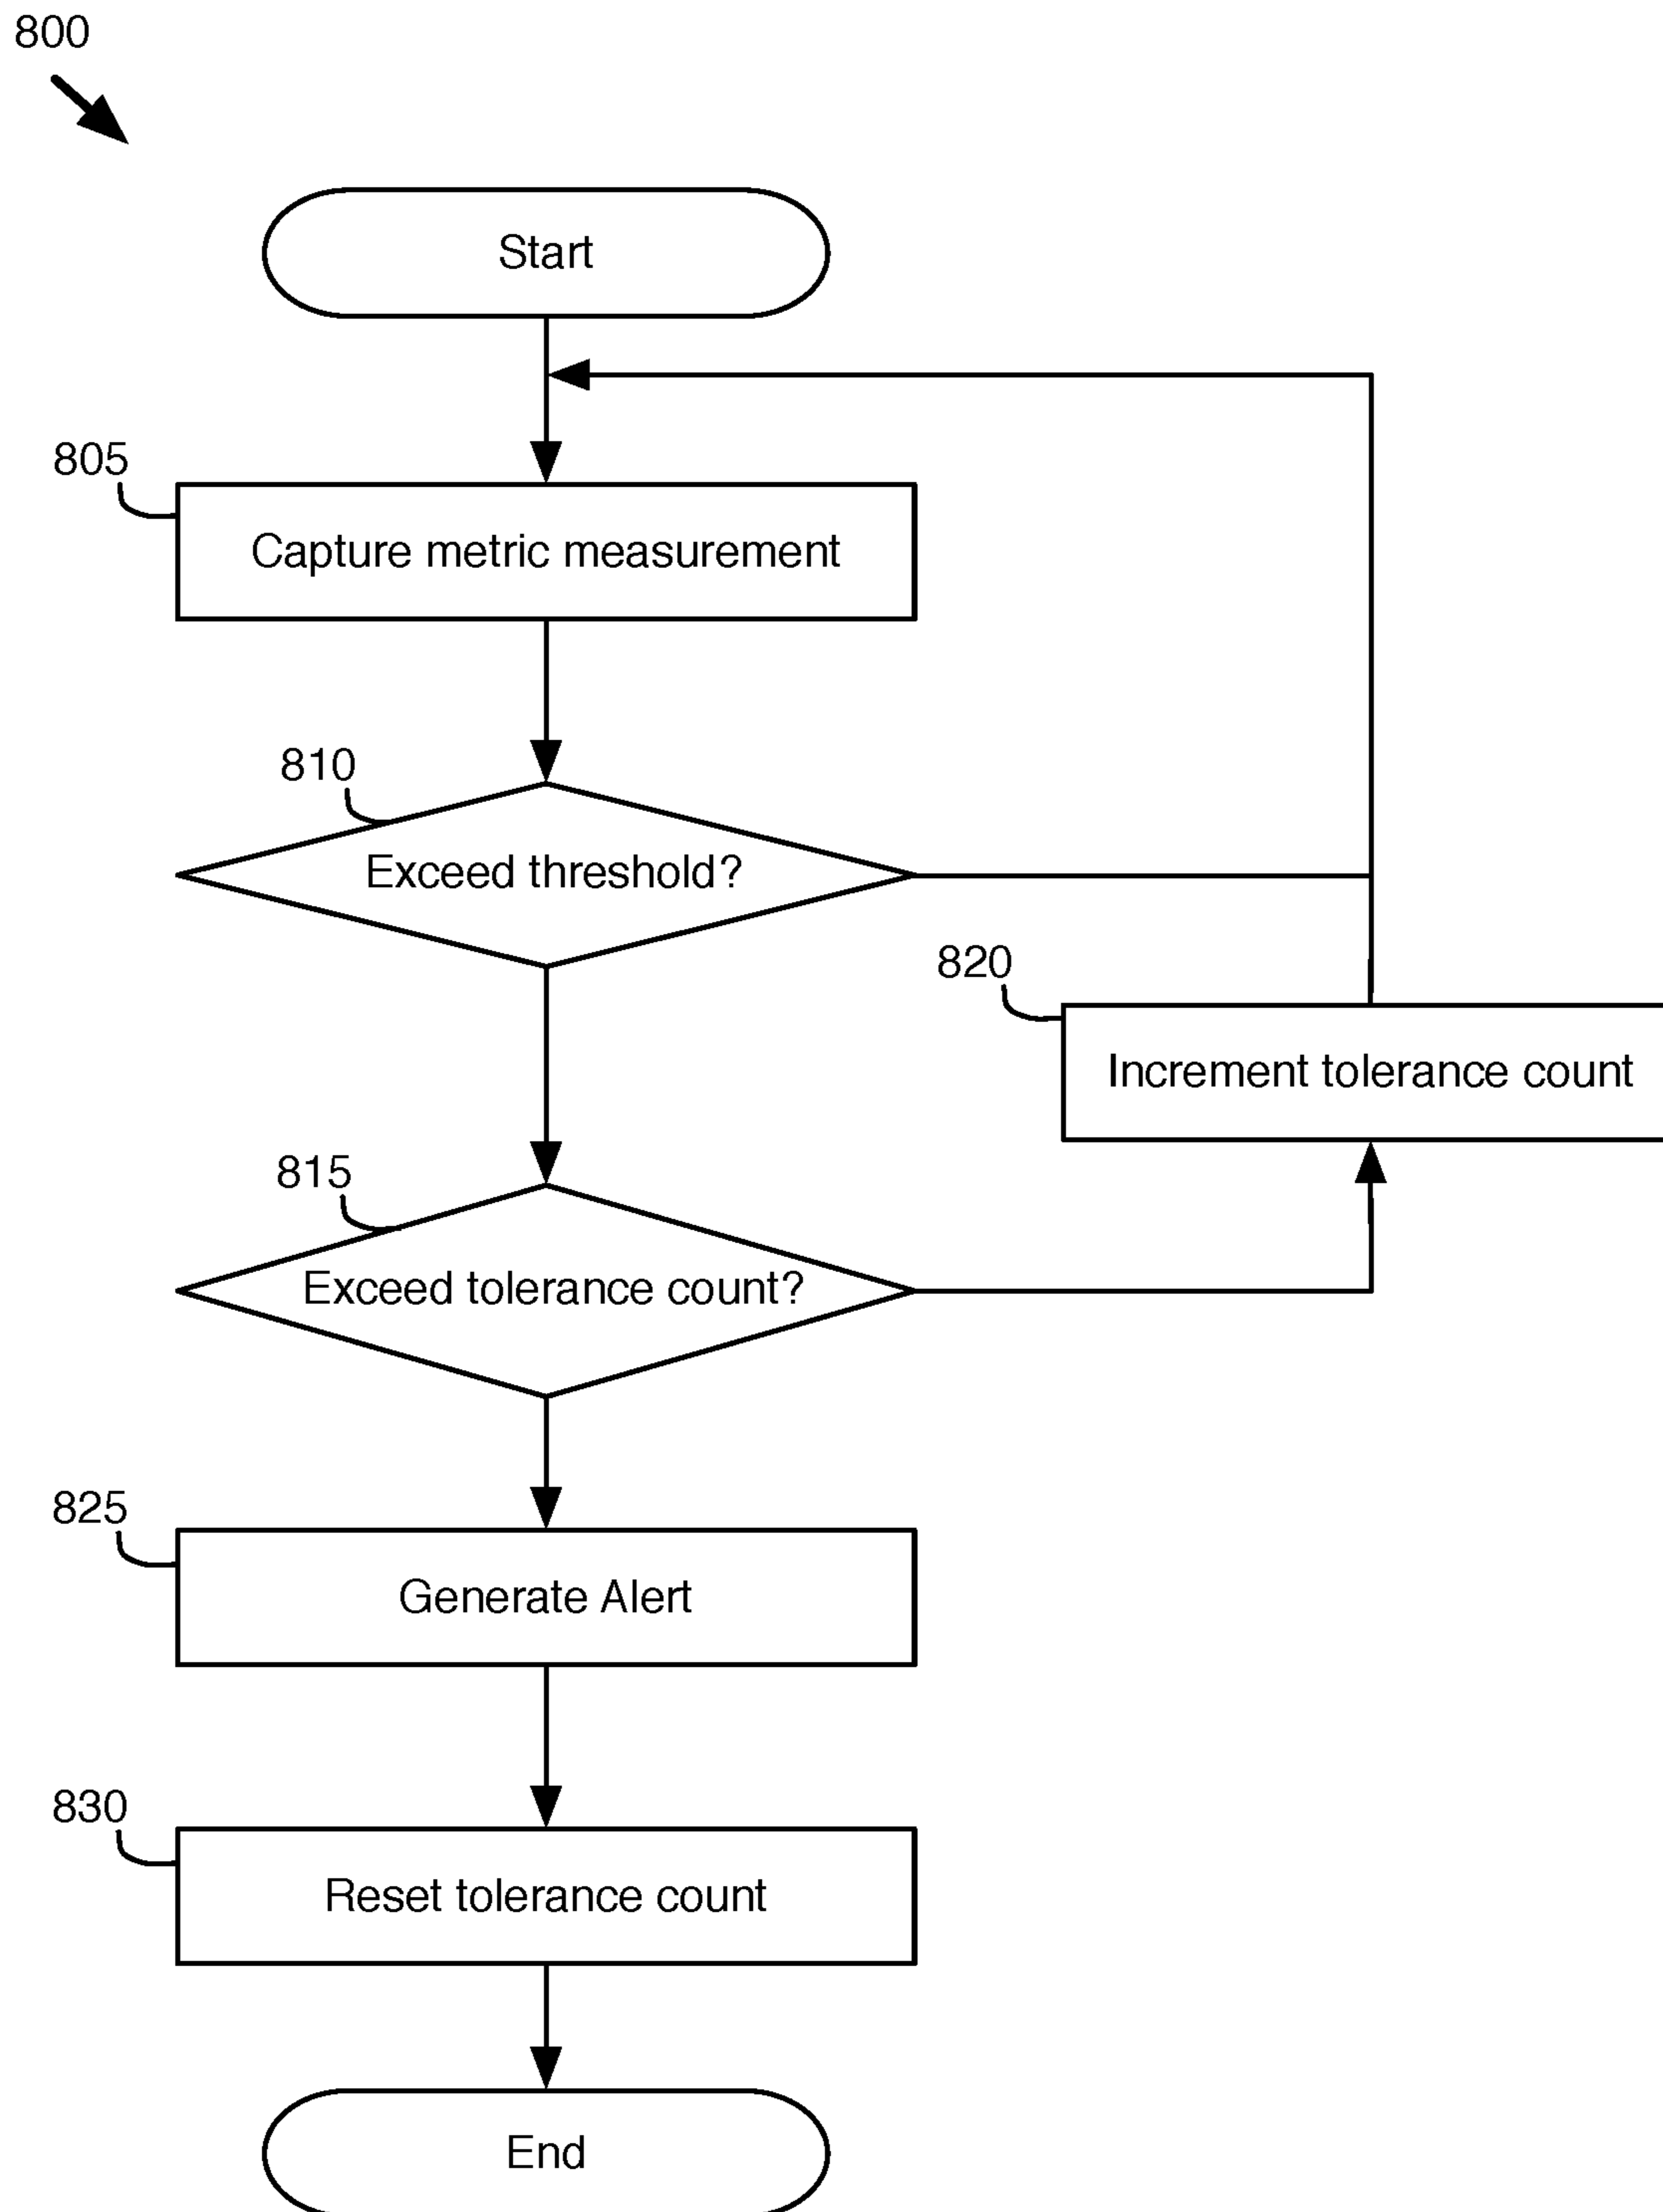 800
Start
805
Capture metric measurement
810
Exceed threshold?
820
Increment tolerance count
815
Exceed tolerance count?
825
Generate Alert
830
Reset tolerance count
End